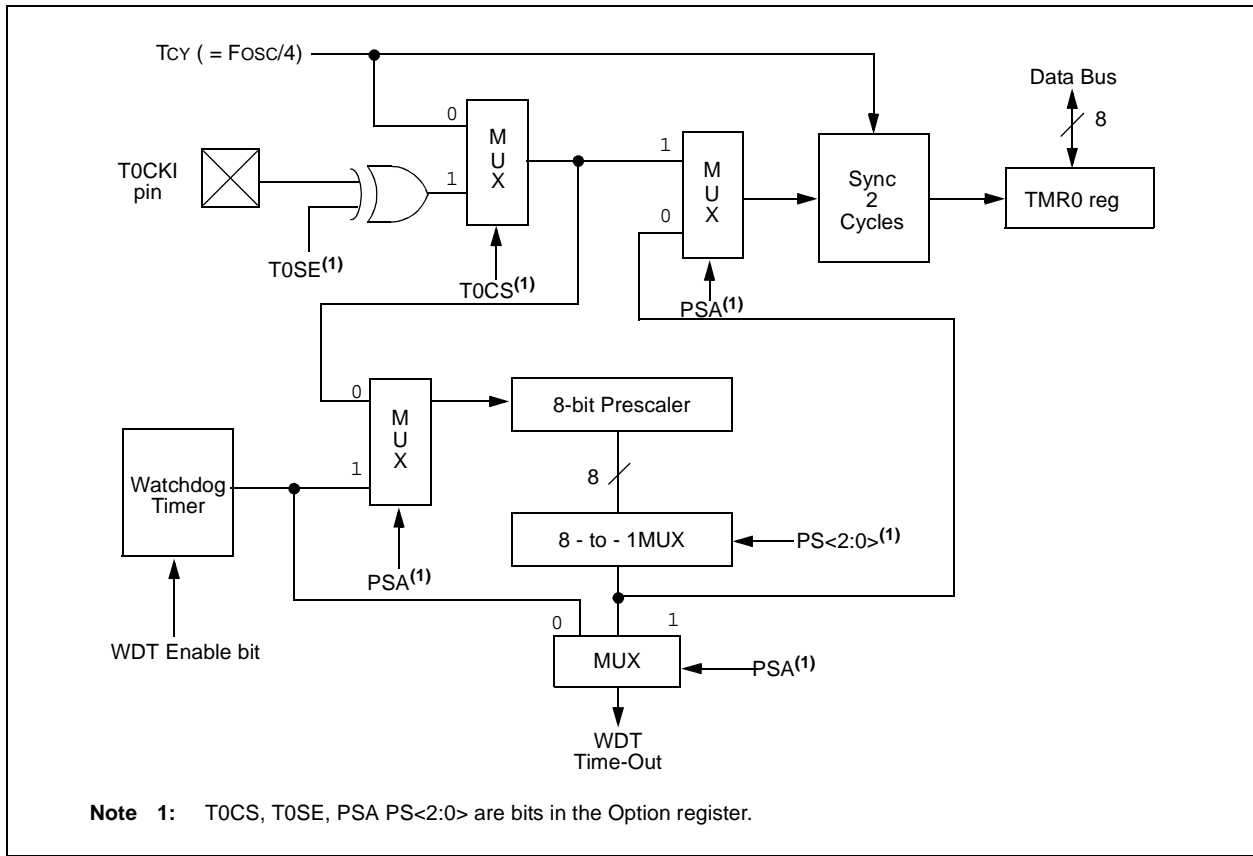 TCY ( = FOSC/4)
Data Bus
8
0
M
U
X
1
T0CKI
pin
T0SE(1)
T0CS(1)
1
0
M
U
X
PSA(1)
Sync
2
Cycles
TMR0 reg
0
1
M
U
X
8-bit Prescaler
Watchdog
Timer
8
8 - to - 1MUX
PS<2:0>(1)
PSA(1)
0
1
WDT Enable bit
MUX
PSA(1)
WDT
Time-Out
Note 1: T0CS, T0SE, PSA PS<2:0> are bits in the Option register.